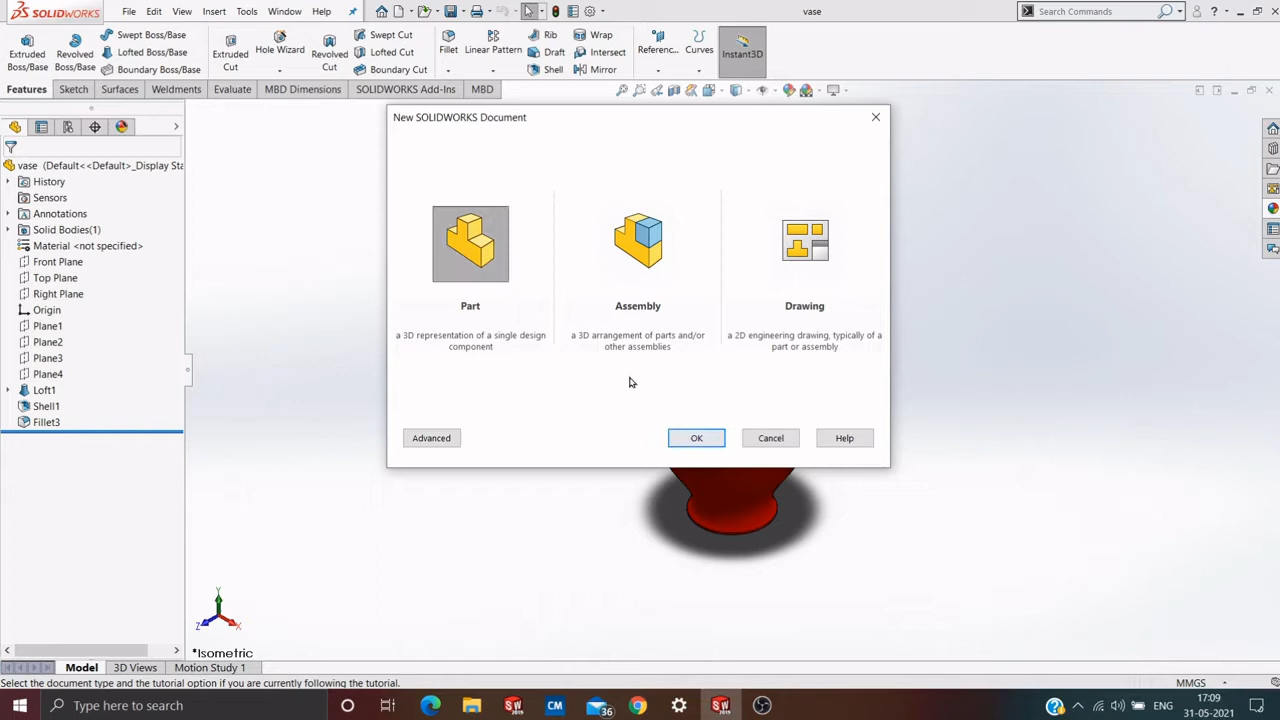 SOLIDWORKS File Edit View Insert Tools Window Help vase Search Commands
Extruded Boss/Base
Revolved Boss/Base
Swept Boss/Base
Lofted Boss/Base
Boundary Boss/Base
Extruded Cut
Hole Wizard
Revolved Cut
Swept Cut
Lofted Cut
Boundary Cut
Fillet
Linear Pattern
Rib
Draft
Shell
Wrap
Intersect
Mirror
Referenc...
Curves
Instant3D
Features Sketch Surfaces Weldments Evaluate MBD Dimensions SOLIDWORKS Add-Ins MBD
vase (Default<<Default>_Display Sta
History
Sensors
Annotations
Solid Bodies(1)
Material <not specified>
Front Plane
Top Plane
Right Plane
Origin
Plane1
Plane2
Plane3
Plane4
Loft1
Shell1
Fillet3
New SOLIDWORKS Document
Part
a 3D representation of a single design
component
Assembly
a 3D arrangement of parts and/or
other assemblies
Drawing
a 2D engineering drawing, typically of a
part or assembly
Advanced OK Cancel Help
Y
Z X
*Isometric
Model 3D Views Motion Study 1
Select the document type and the tutorial option if you are currently following the tutorial. MMGS
Type here to search
SW 2019
CM
36
SW 2019
ENG
17:09
31-05-2021